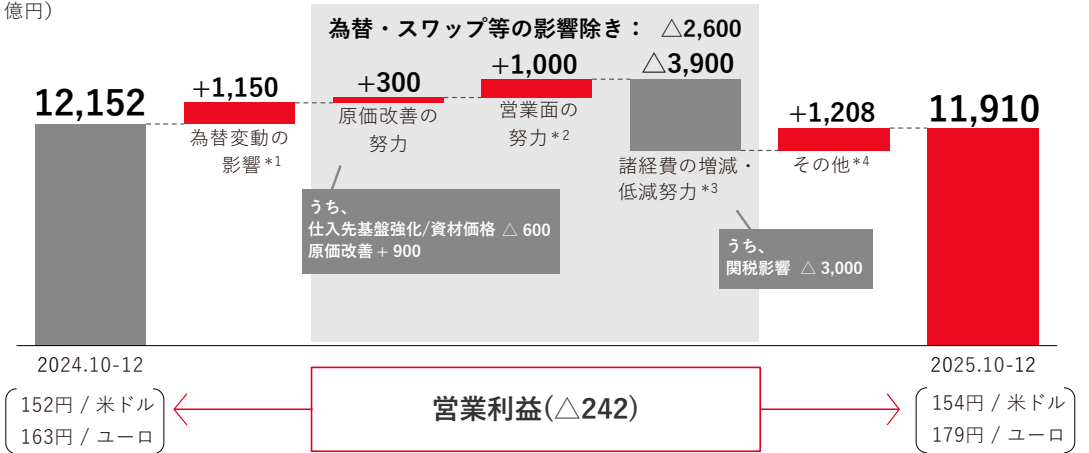 億円）
為替・スワップ等の影響除き： △2,600
12,152
+1,150
為替変動の
影響*1
+300
原価改善の
努力
+1,000
営業面の
努力*2
△3,900
諸経費の増減・
低減努力*3
+1,208
その他*4
11,910
うち、
仕入先基盤強化/資材価格 △ 600
原価改善 + 900
うち、
関税影響 △ 3,000
2024.10-12
152円 / 米ドル
163円 / ユーロ
営業利益(△242)
2025.10-12
154円 / 米ドル
179円 / ユーロ